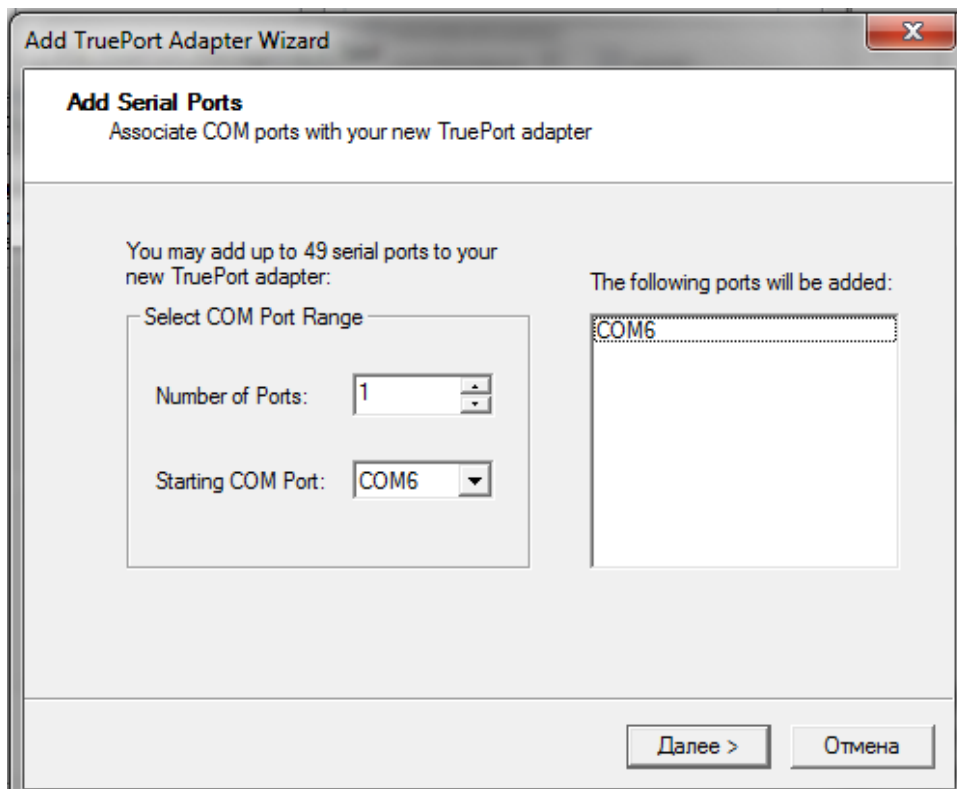 Add TruePort Adapter Wizard
Add Serial Ports
Associate COM ports with your new TruePort adapter
You may add up to 49 serial ports to your
new TruePort adapter:
Select COM Port Range
Number of Ports: 1
Starting COM Port: COM6
The following ports will be added:
COM6
Далее >
Отмена